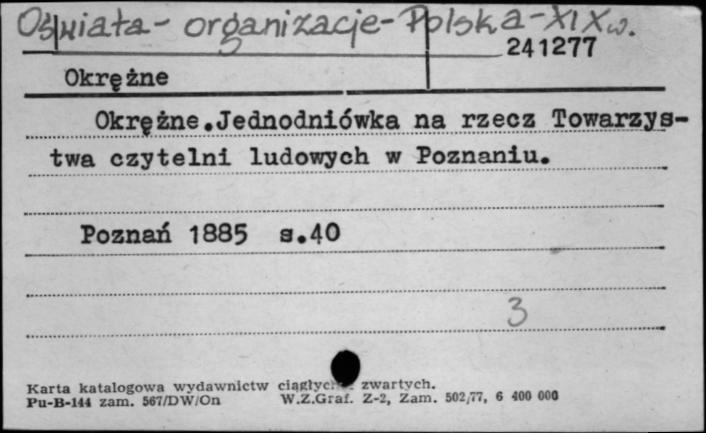 Oświata - organizacje - Polska - XIX w.
241277
Okrężne
Okrężne.Jednodniówka na rzecz Towarzys-
twa czytelni ludowych w Poznaniu.
Poznań 1885 s.40
3
Karta katalogowa wydawnictw zwartych.
Pu-B-144 zam. 567/DW/On W.Z.Graf. Z-2, Zam. 502/77, 6 400 000